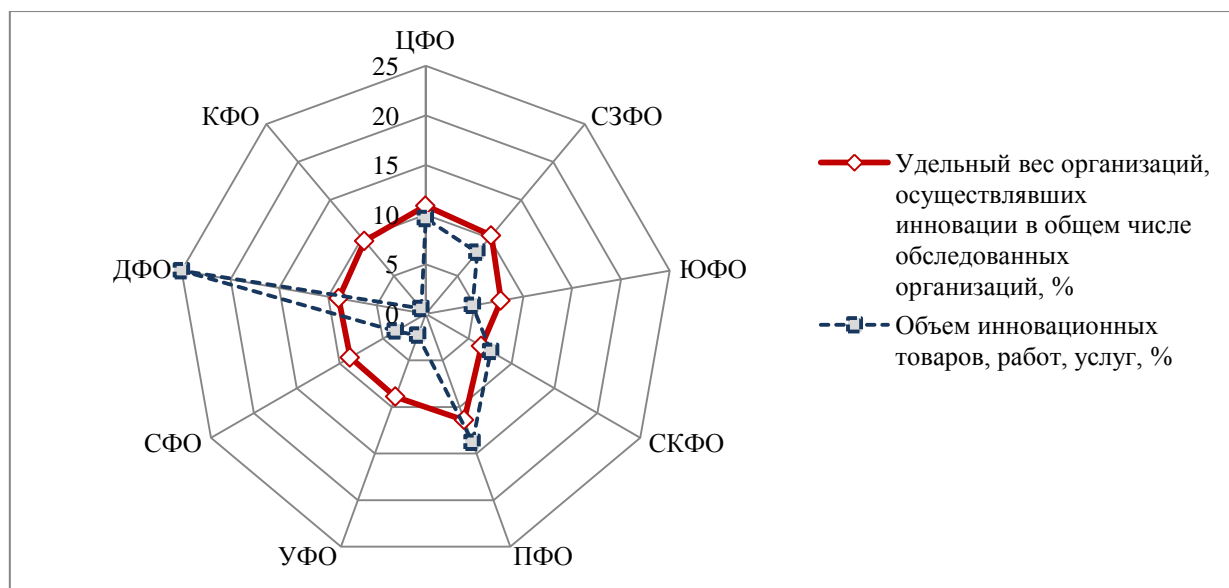 ЦФО
25
20
15
10
5
0
СЗФО
ЮФО
СКФО
ПФО
УФО
СФО
ДФО
КФО
Удельный вес организаций,
осуществлявших
инновации в общем числе
обследованных
организаций, %
Объем инновационных
товаров, работ, услуг, %